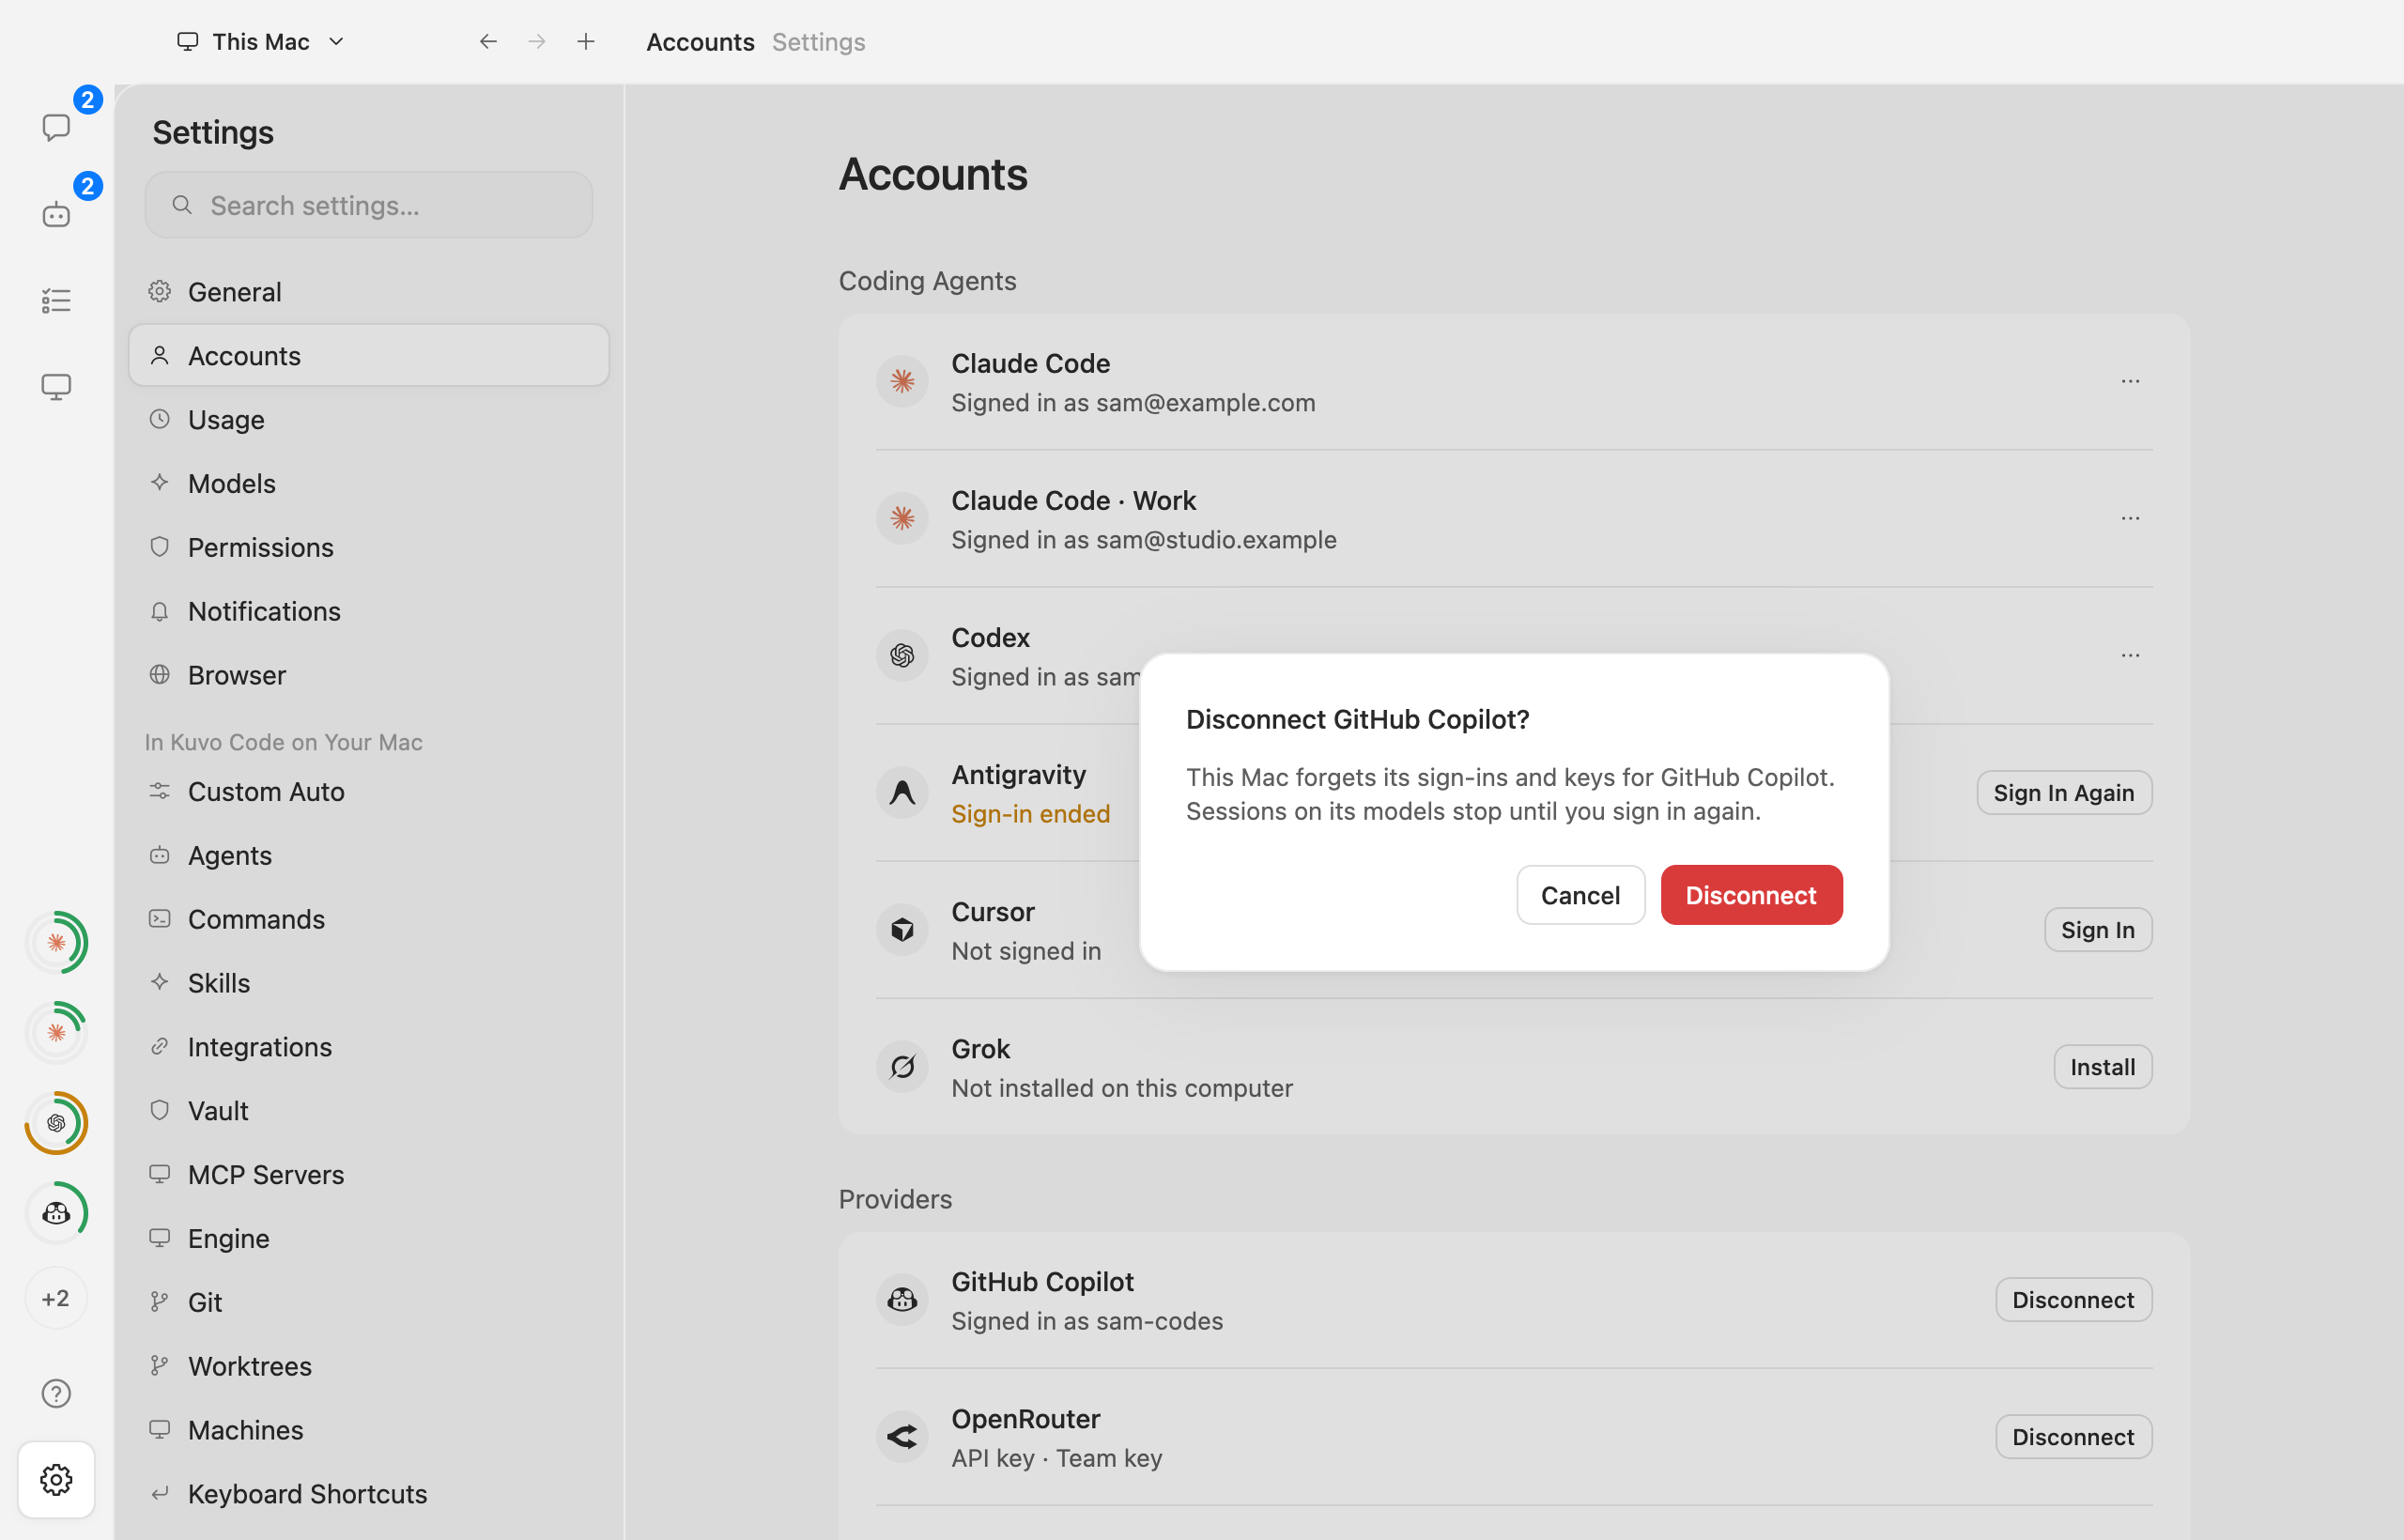 This Mac
Accounts Settings
2
2
Settings
Search settings...
General
Accounts
Usage
Models
Permissions
Notifications
Browser
In Kuvo Code on Your Mac
Custom Auto
Agents
Commands
Skills
Integrations
Vault
MCP Servers
Engine
Git
Worktrees
Machines
Keyboard Shortcuts
+2
Accounts
Coding Agents
Claude Code
Signed in as sam@example.com
Claude Code · Work
Signed in as sam@studio.example
Codex
Signed in as sam
Antigravity
Sign-in ended
Sign In Again
Cursor
Not signed in
Sign In
Grok
Not installed on this computer
Install
Disconnect GitHub Copilot?
This Mac forgets its sign-ins and keys for GitHub Copilot.
Sessions on its models stop until you sign in again.
Cancel
Disconnect
Providers
GitHub Copilot
Signed in as sam-codes
Disconnect
OpenRouter
API key · Team key
Disconnect